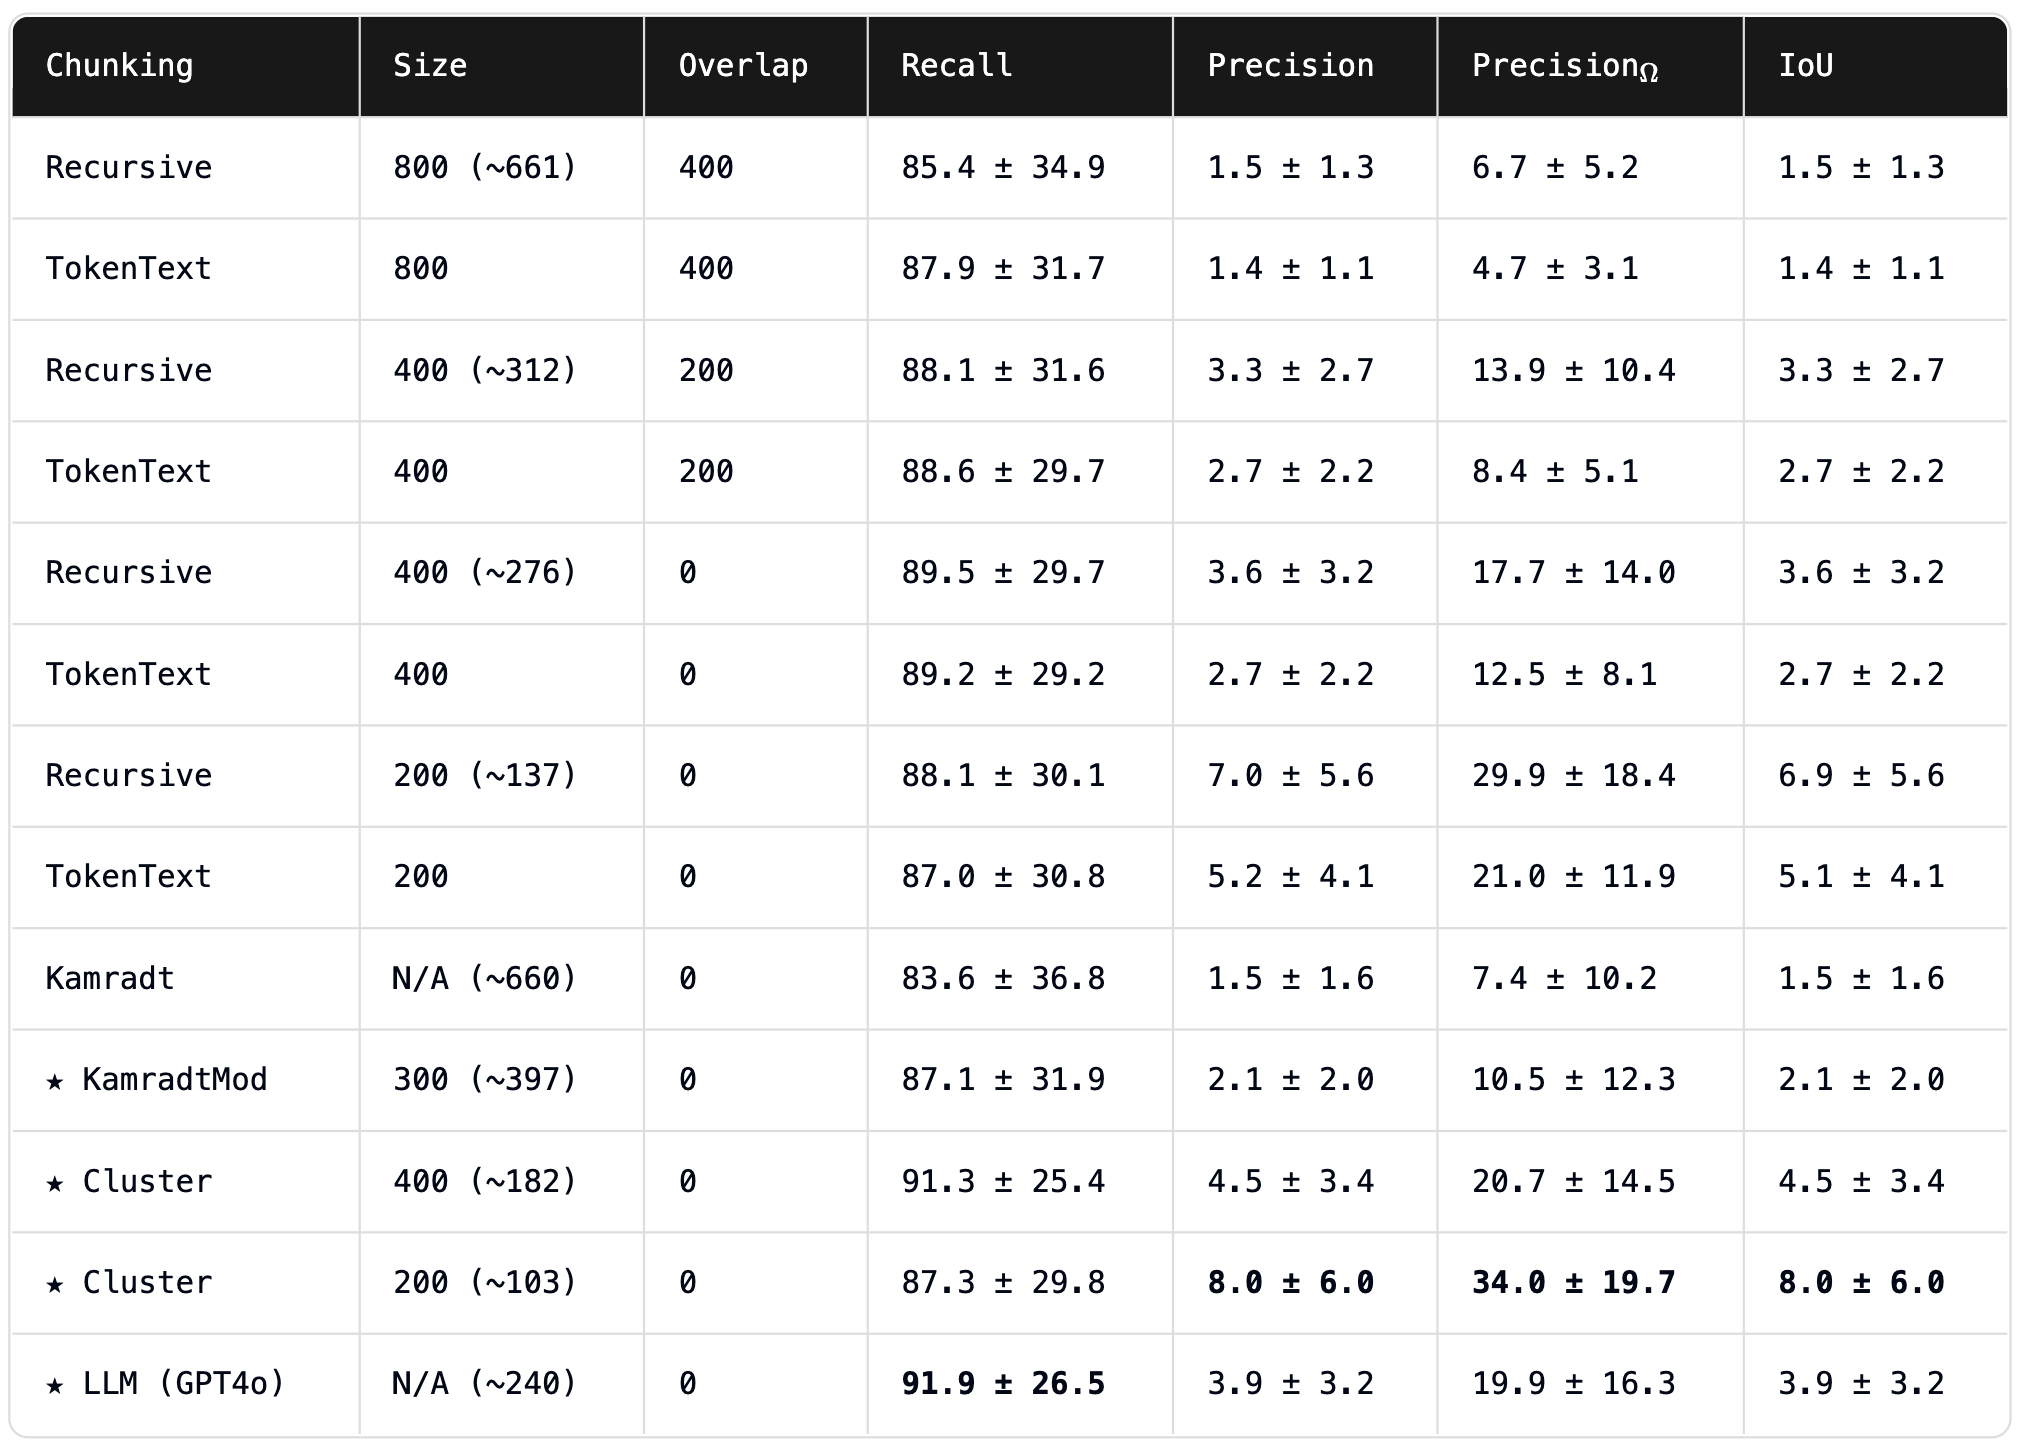 Chunking Size Overlap Recall Precision PrecisionΩ IoU
Recursive 800 (~661) 400 85.4 ± 34.9 1.5 ± 1.3 6.7 ± 5.2 1.5 ± 1.3
TokenText 800 400 87.9 ± 31.7 1.4 ± 1.1 4.7 ± 3.1 1.4 ± 1.1
Recursive 400 (~312) 200 88.1 ± 31.6 3.3 ± 2.7 13.9 ± 10.4 3.3 ± 2.7
TokenText 400 200 88.6 ± 29.7 2.7 ± 2.2 8.4 ± 5.1 2.7 ± 2.2
Recursive 400 (~276) 0 89.5 ± 29.7 3.6 ± 3.2 17.7 ± 14.0 3.6 ± 3.2
TokenText 400 0 89.2 ± 29.2 2.7 ± 2.2 12.5 ± 8.1 2.7 ± 2.2
Recursive 200 (~137) 0 88.1 ± 30.1 7.0 ± 5.6 29.9 ± 18.4 6.9 ± 5.6
TokenText 200 0 87.0 ± 30.8 5.2 ± 4.1 21.0 ± 11.9 5.1 ± 4.1
Kamradt N/A (~660) 0 83.6 ± 36.8 1.5 ± 1.6 7.4 ± 10.2 1.5 ± 1.6
★ KamradtMod 300 (~397) 0 87.1 ± 31.9 2.1 ± 2.0 10.5 ± 12.3 2.1 ± 2.0
★ Cluster 400 (~182) 0 91.3 ± 25.4 4.5 ± 3.4 20.7 ± 14.5 4.5 ± 3.4
★ Cluster 200 (~103) 0 87.3 ± 29.8 8.0 ± 6.0 34.0 ± 19.7 8.0 ± 6.0
★ LLM (GPT4o) N/A (~240) 0 91.9 ± 26.5 3.9 ± 3.2 19.9 ± 16.3 3.9 ± 3.2